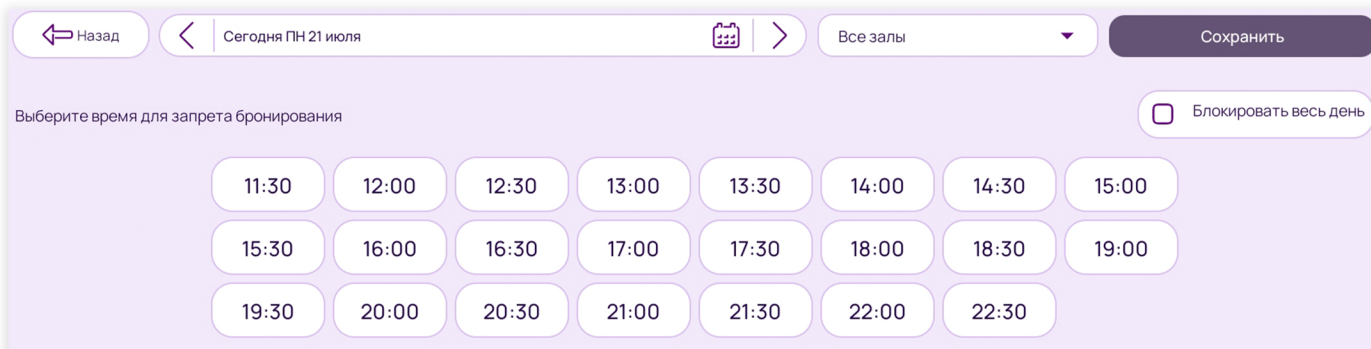 Назад
Сегодня ПН 21 июля
Все залы
Сохранить
Выберите время для запрета бронирования
Блокировать весь день
11:30 12:00 12:30 13:00 13:30 14:00 14:30 15:00
15:30 16:00 16:30 17:00 17:30 18:00 18:30 19:00
19:30 20:00 20:30 21:00 21:30 22:00 22:30